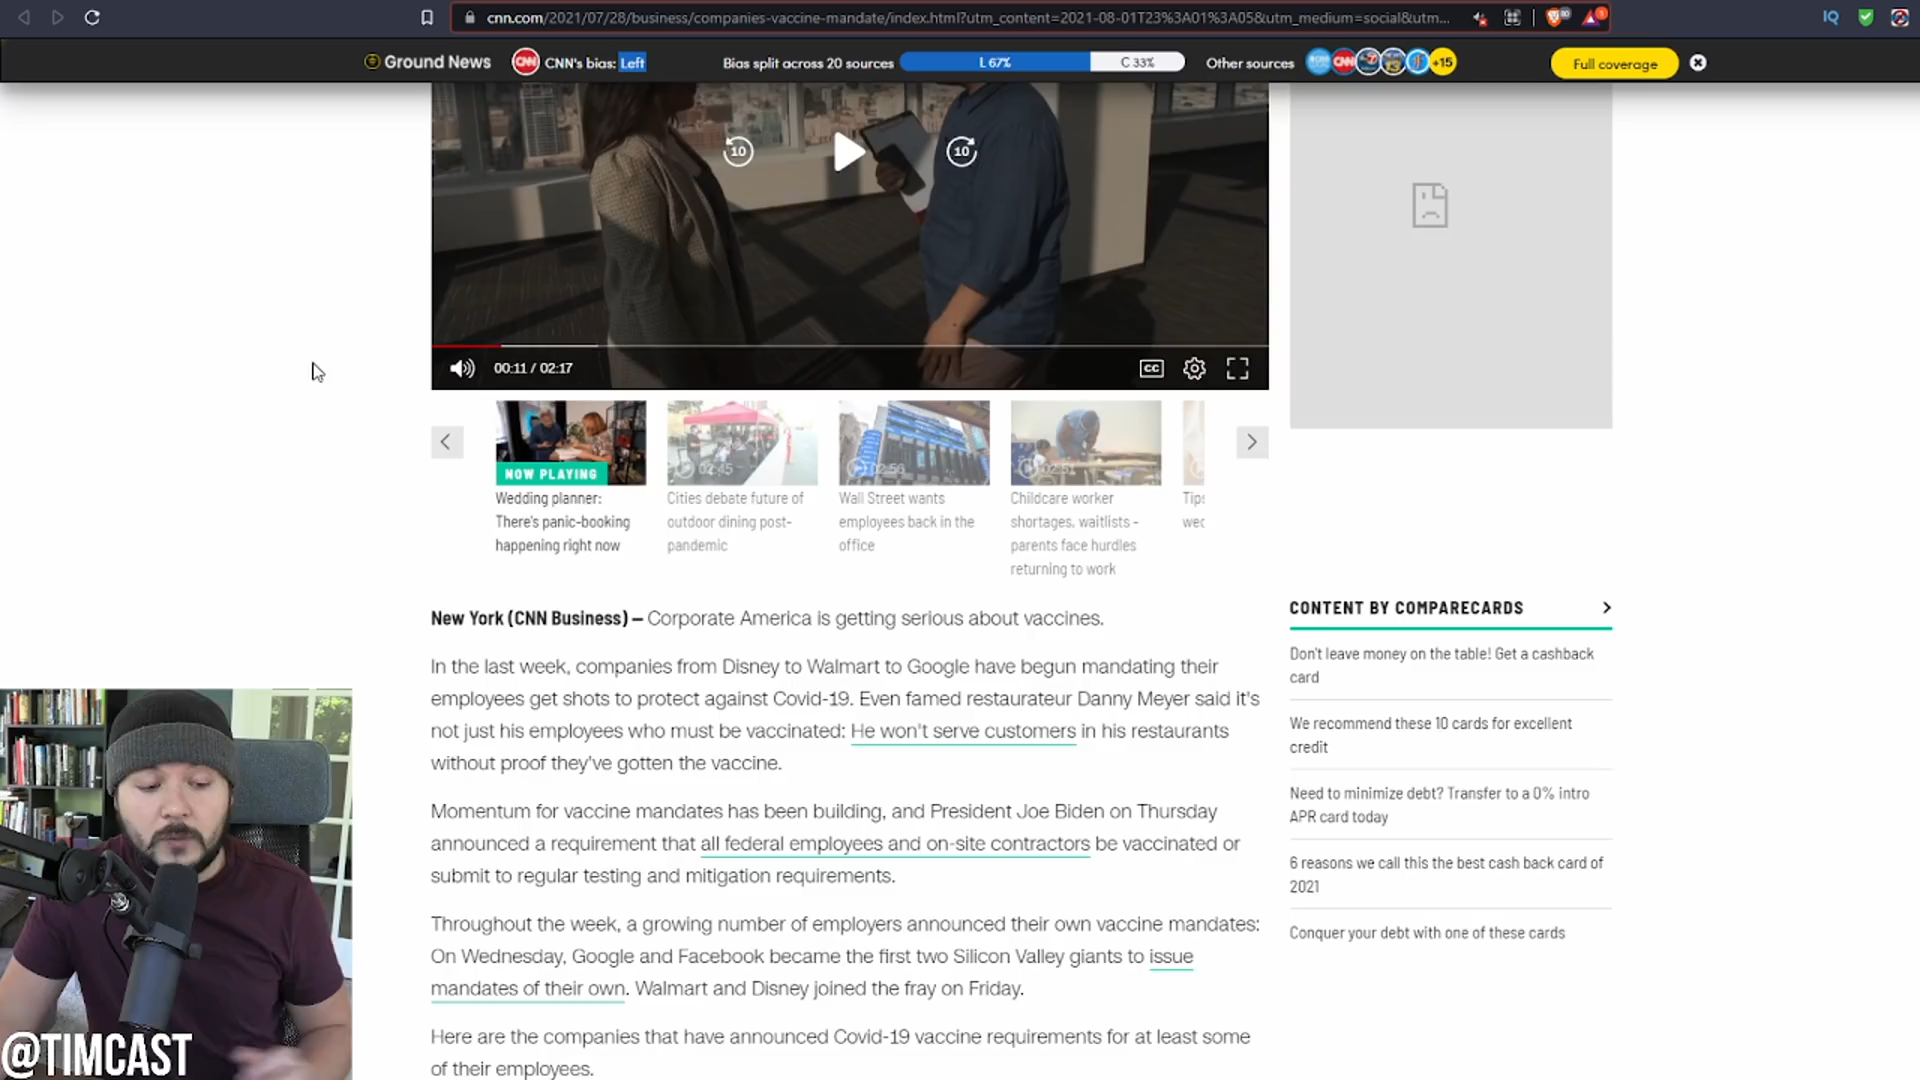 cnn.com/2021/07/28/business/companies-vaccine-mandate/index.html?utm_content=2021-08-01T23%3A01%3A05&utm_medium=social&utm...
IQ
Ground News
CNN
CNN's bias: Left
Bias split across 20 sources
L 67%
C 33%
Other sources
CNN
+15
Full coverage
10
10
00:11 / 02:17
CC
NOW PLAYING
02:45
02:56
02:51
Wedding planner:
There's panic-booking
happening right now
Cities debate future of
outdoor dining post-
pandemic
Wall Street wants
employees back in the
office
Childcare worker
shortages, waitlists -
parents face hurdles
returning to work
Tips
wec
New York (CNN Business) — Corporate America is getting serious about vaccines.
In the last week, companies from Disney to Walmart to Google have begun mandating their
employees get shots to protect against Covid-19. Even famed restaurateur Danny Meyer said it's
not just his employees who must be vaccinated: He won't serve customers in his restaurants
without proof they've gotten the vaccine.
Momentum for vaccine mandates has been building, and President Joe Biden on Thursday
announced a requirement that all federal employees and on-site contractors be vaccinated or
submit to regular testing and mitigation requirements.
Throughout the week, a growing number of employers announced their own vaccine mandates:
On Wednesday, Google and Facebook became the first two Silicon Valley giants to issue
mandates of their own. Walmart and Disney joined the fray on Friday.
Here are the companies that have announced Covid-19 vaccine requirements for at least some
of their employees.
CONTENT BY COMPARECARDS
Don't leave money on the table! Get a cashback
card
We recommend these 10 cards for excellent
credit
Need to minimize debt? Transfer to a 0% intro
APR card today
6 reasons we call this the best cash back card of
2021
Conquer your debt with one of these cards
@TIMCAST